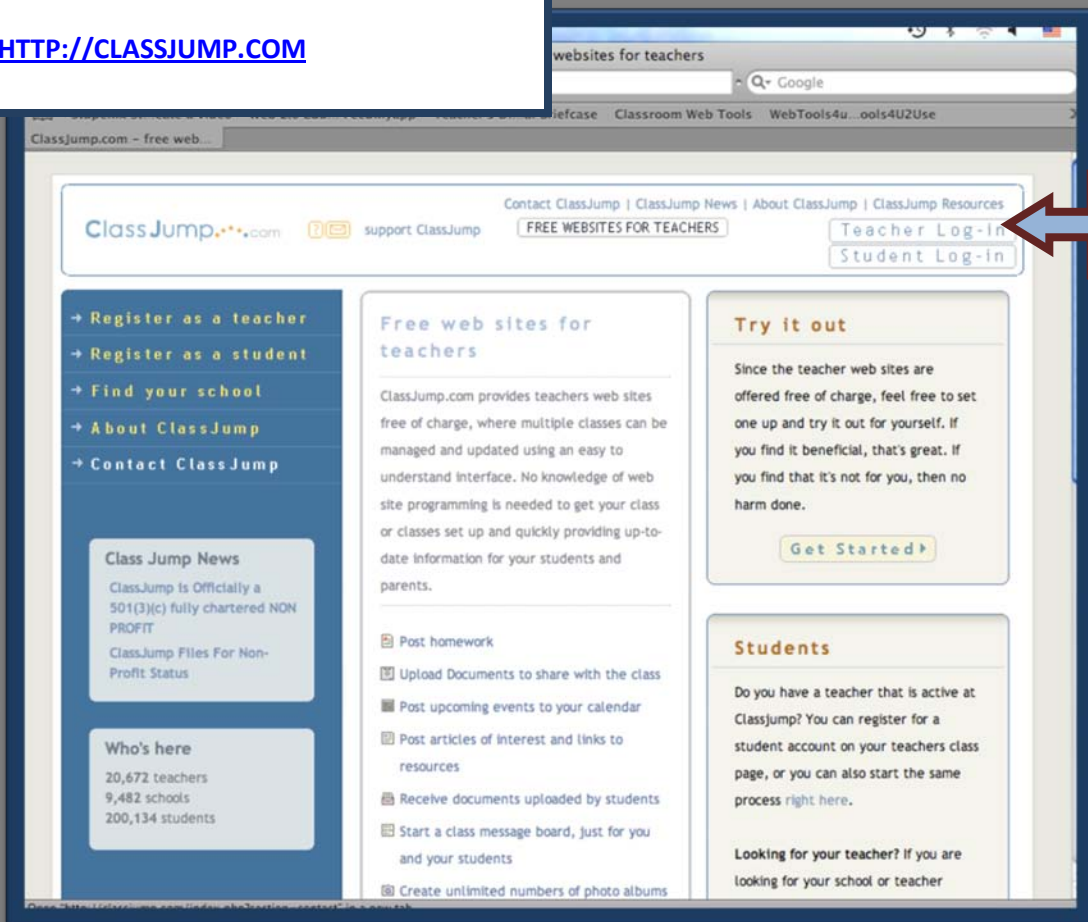 HTTP://CLASSJUMP.COM
websites for teachers
Google
Briefcase Classroom Web Tools WebTools4u...ools4U2Use
ClassJump.com – free web...
Contact ClassJump | ClassJump News | About ClassJump | ClassJump Resources
ClassJump.com
support ClassJump
FREE WEBSITES FOR TEACHERS
Teacher Log-in
Student Log-in
Register as a teacher
Register as a student
Find your school
About ClassJump
Contact ClassJump
Class Jump News
ClassJump is Officially a
501(3)(c) fully chartered NON
PROFIT
ClassJump Files For Non-
Profit Status
Who's here
20,672 teachers
9,482 schools
200,134 students
Free web sites for
teachers
ClassJump.com provides teachers web sites
free of charge, where multiple classes can be
managed and updated using an easy to
understand interface. No knowledge of web
site programming is needed to get your class
or classes set up and quickly providing up-to-
date information for your students and
parents.
Post homework
Upload Documents to share with the class
Post upcoming events to your calendar
Post articles of interest and links to
resources
Receive documents uploaded by students
Start a class message board, just for you
and your students
Create unlimited numbers of photo albums
Try it out
Since the teacher web sites are
offered free of charge, feel free to set
one up and try it out for yourself. If
you find it beneficial, that's great. If
you find that it's not for you, then no
harm done.
Get Started
Students
Do you have a teacher that is active at
Classjump? You can register for a
student account on your teachers class
page, or you can also start the same
process right here.
Looking for your teacher? If you are
looking for your school or teacher